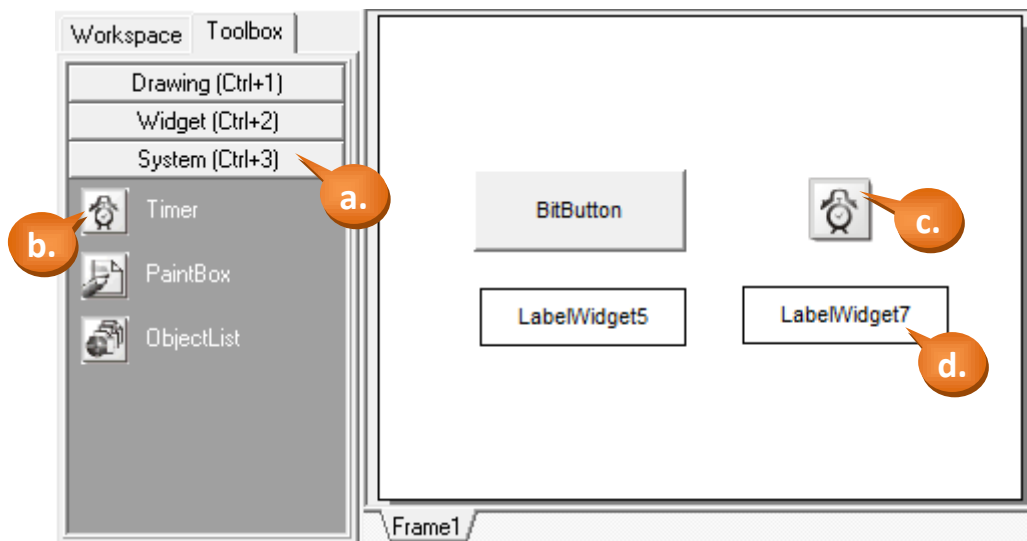 Workspace Toolbox
Drawing (Ctrl+1)
Widget (Ctrl+2)
System (Ctrl+3)
a.
Timer
b.
PaintBox
ObjectList
BitButton
c.
LabelWidget5
LabelWidget7
d.
Frame1